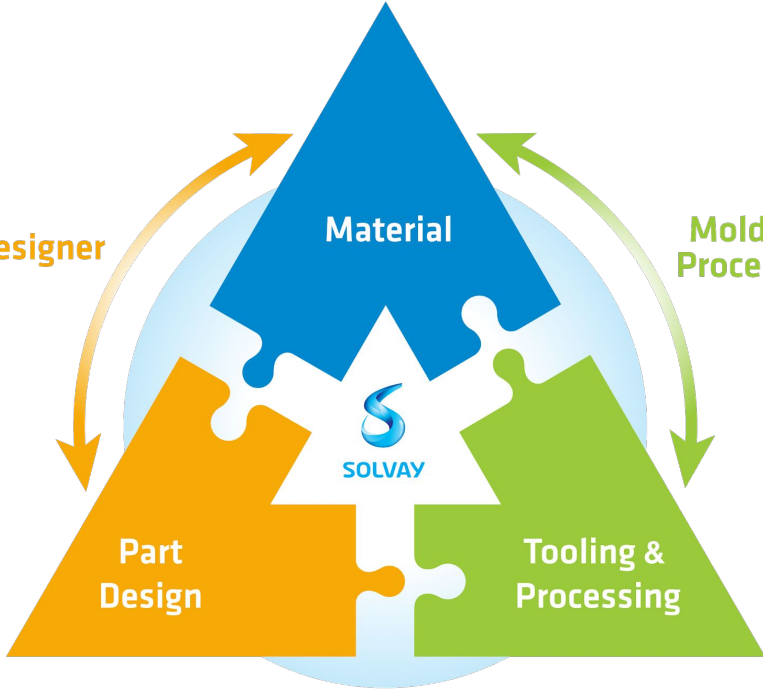 Material
esigner
Mold
Proce
SOLVAY
Part
Design
Tooling &
Processing